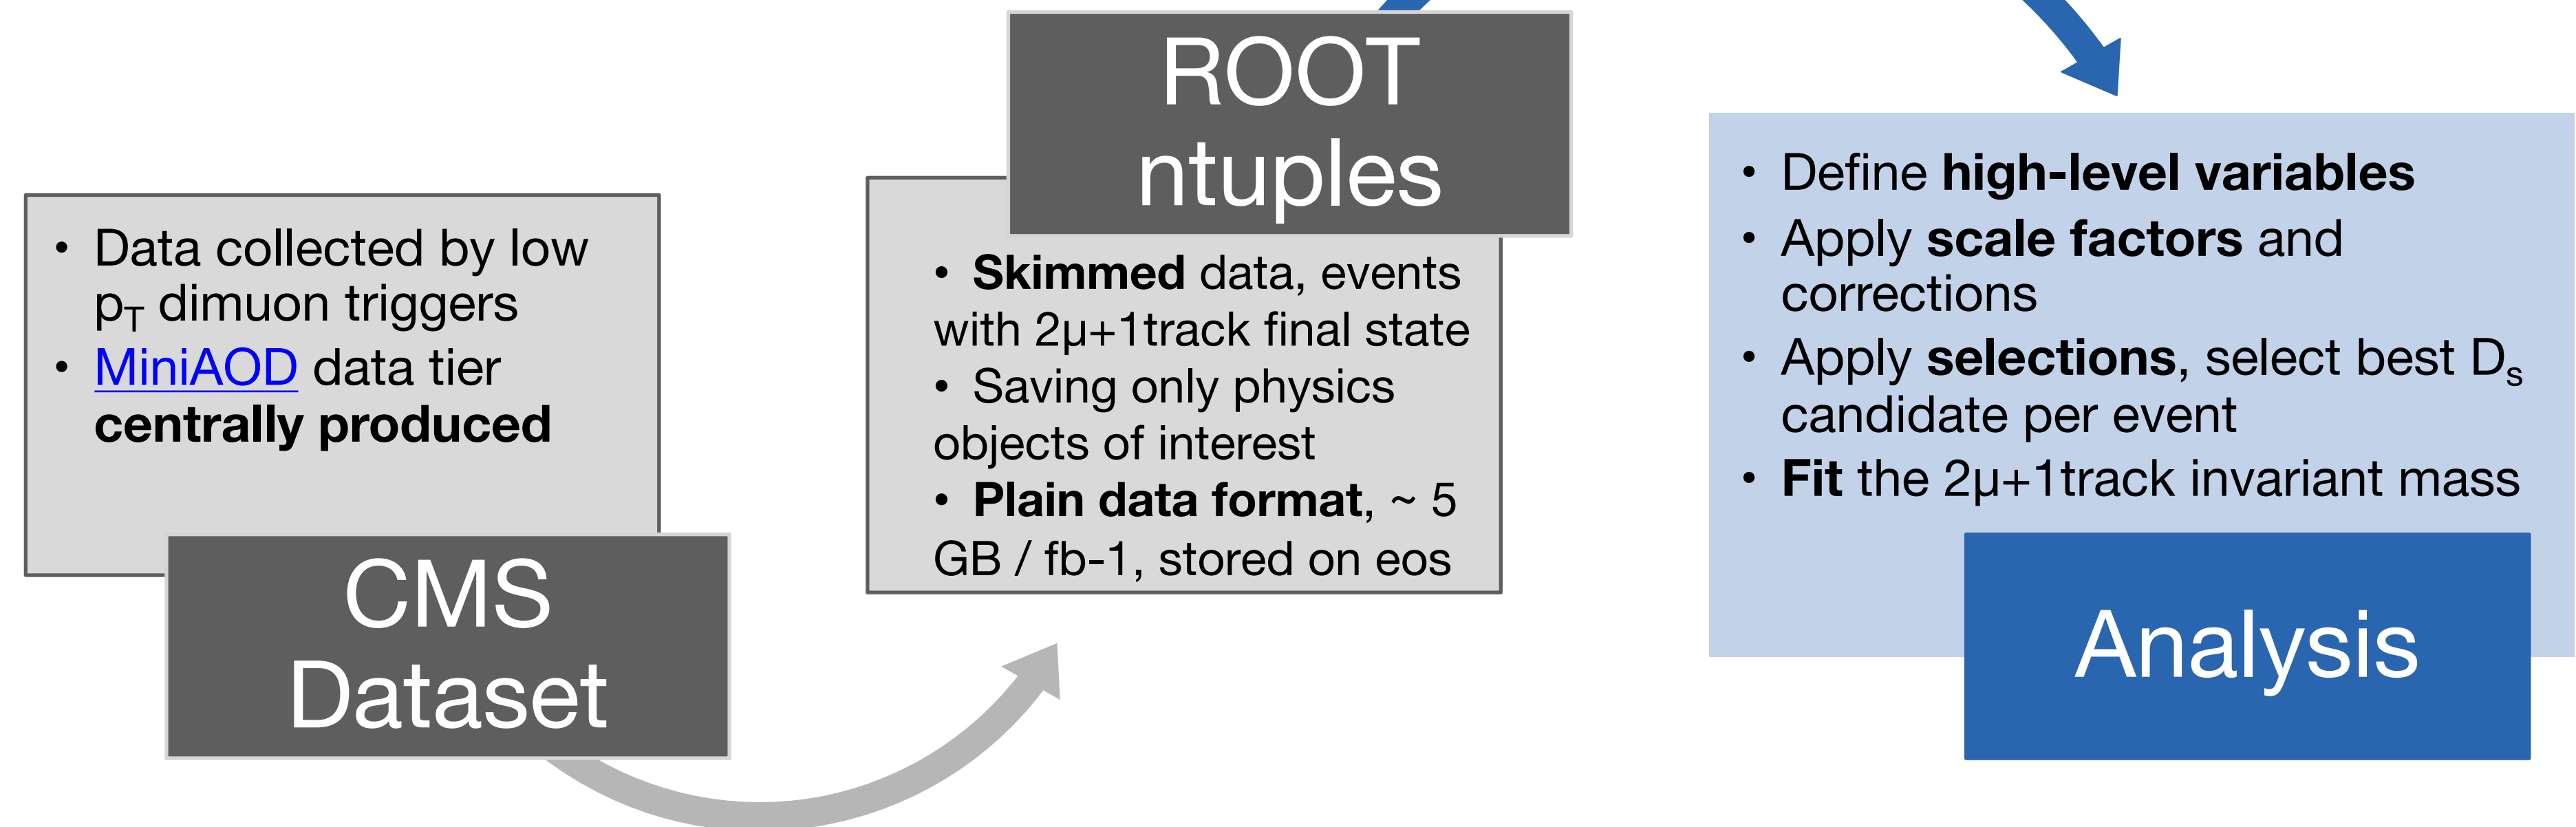 • Data collected by low
pT dimuon triggers
• MiniAOD data tier
centrally produced
CMS
Dataset
ROOT
ntuples
• Skimmed data, events
with 2µ+1track final state
• Saving only physics
objects of interest
• Plain data format, ~ 5
GB / fb-1, stored on eos
• Define high-level variables
• Apply scale factors and
corrections
• Apply selections, select best Ds
candidate per event
• Fit the 2µ+1track invariant mass
Analysis